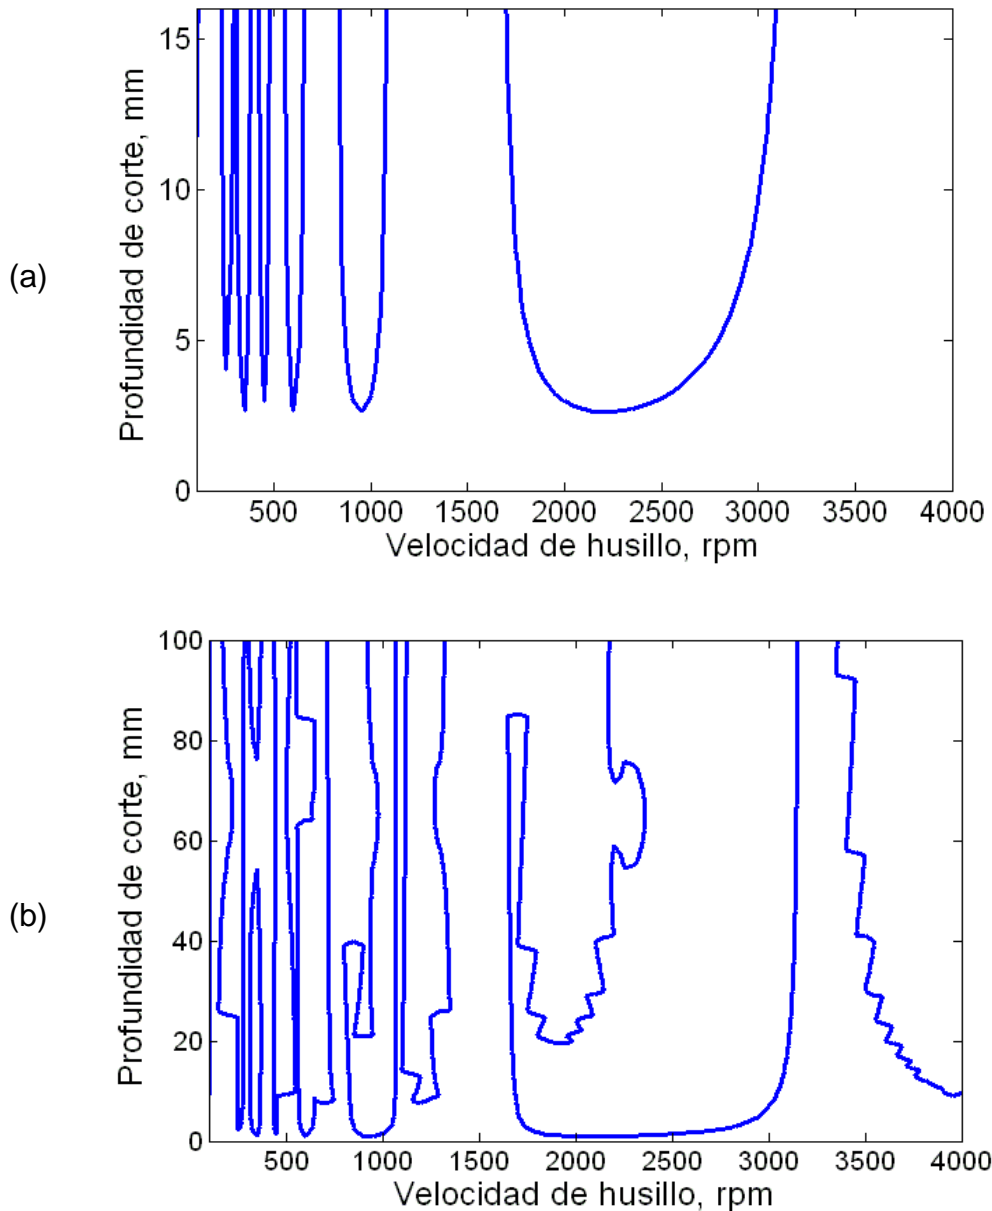 (a)
Profundidad de corte, mm
15
10
5
0
500 1000 1500 2000 2500 3000 3500 4000
Velocidad de husillo, rpm
(b)
Profundidad de corte, mm
100
80
60
40
20
0
500 1000 1500 2000 2500 3000 3500 4000
Velocidad de husillo, rpm